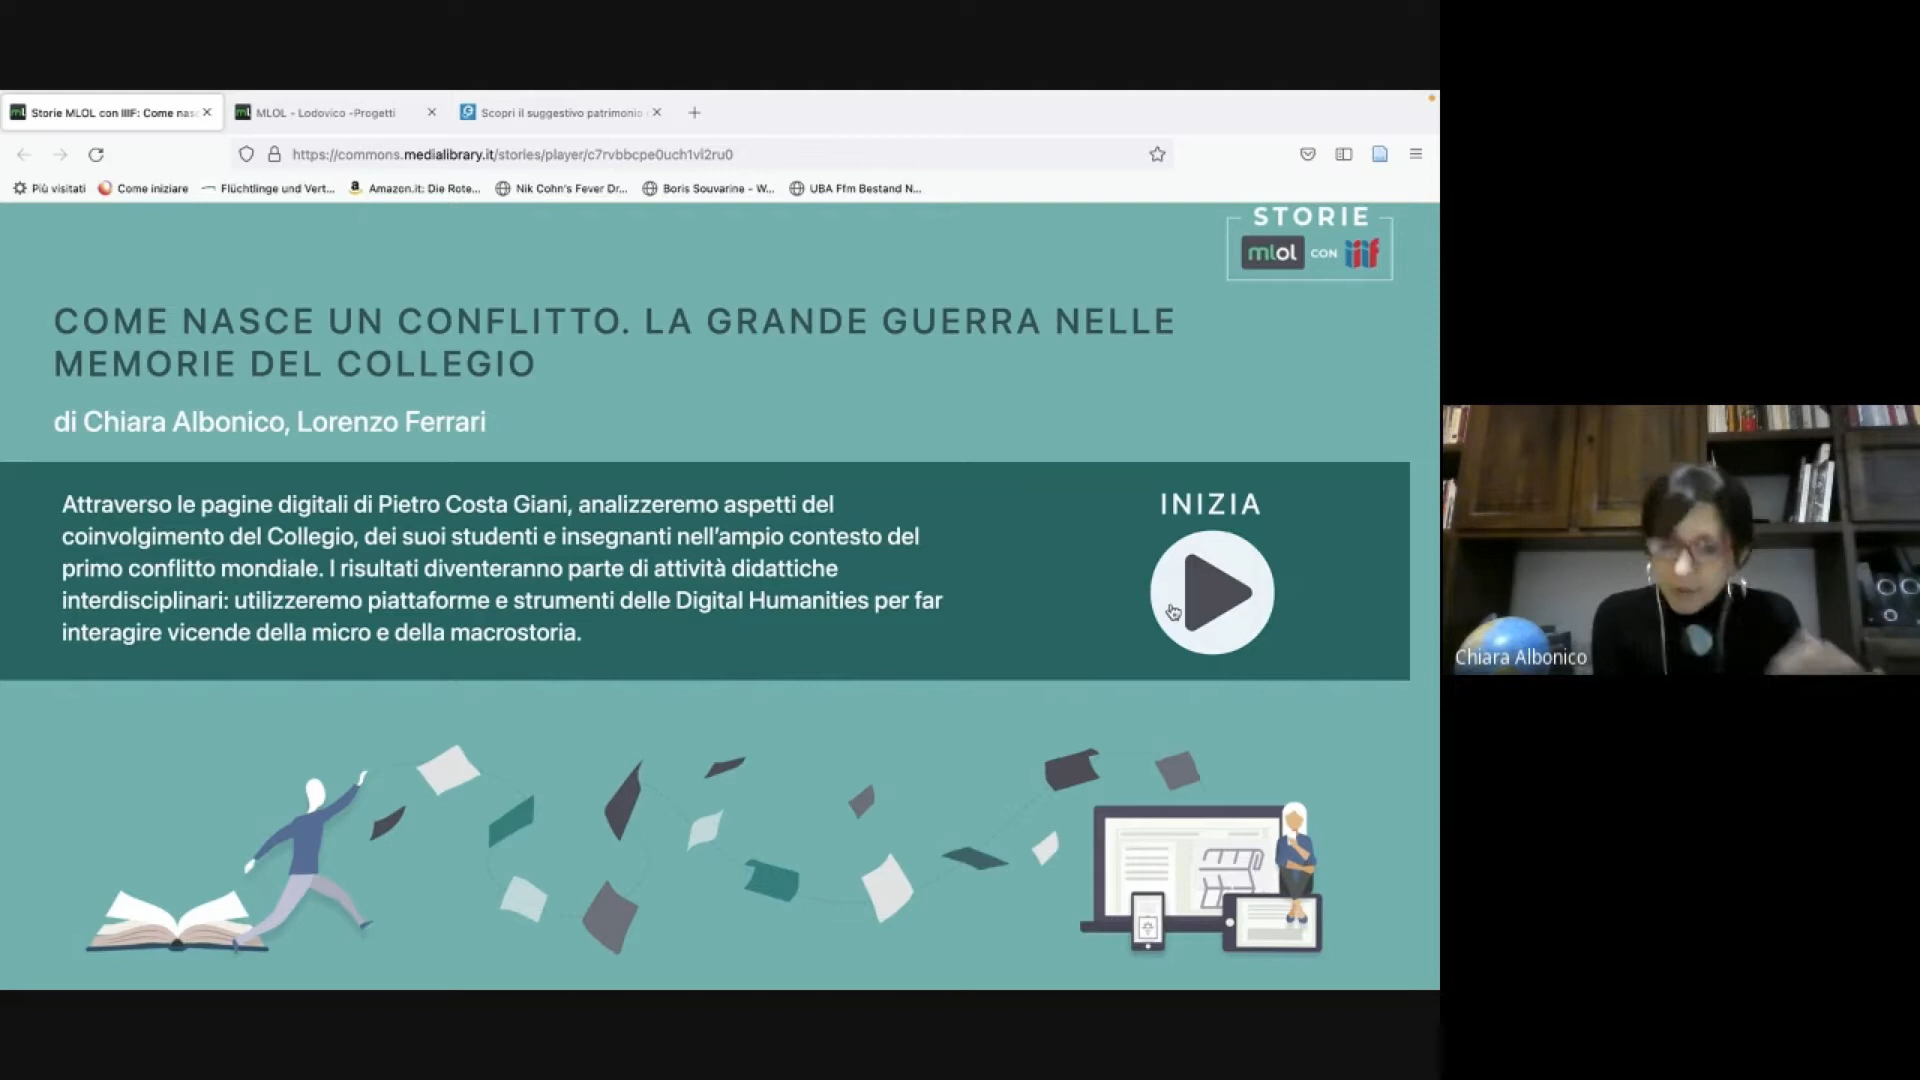 Storie MLOL con IIIF: Come nas
MLOL - Lodovico -Progetti
Scopri il suggestivo patrimonio
https://commons.medialibrary.it/stories/player/c7rvbbcpe0uch1vi2ru0
Più visitati
Come iniziare
Flüchtlinge und Vert...
Amazon.it: Die Rote...
Nik Cohn's Fever Dr...
Boris Souvarine - W...
UBA Ffm Bestand N...
STORIE
mlol CON iiif
COME NASCE UN CONFLITTO. LA GRANDE GUERRA NELLE
MEMORIE DEL COLLEGIO
di Chiara Albonico, Lorenzo Ferrari
Attraverso le pagine digitali di Pietro Costa Giani, analizzeremo aspetti del
coinvolgimento del Collegio, dei suoi studenti e insegnanti nell'ampio contesto del
primo conflitto mondiale. I risultati diventeranno parte di attività didattiche
interdisciplinari: utilizzeremo piattaforme e strumenti delle Digital Humanities per far
interagire vicende della micro e della macrostoria.
INIZIA
Chiara Albonico